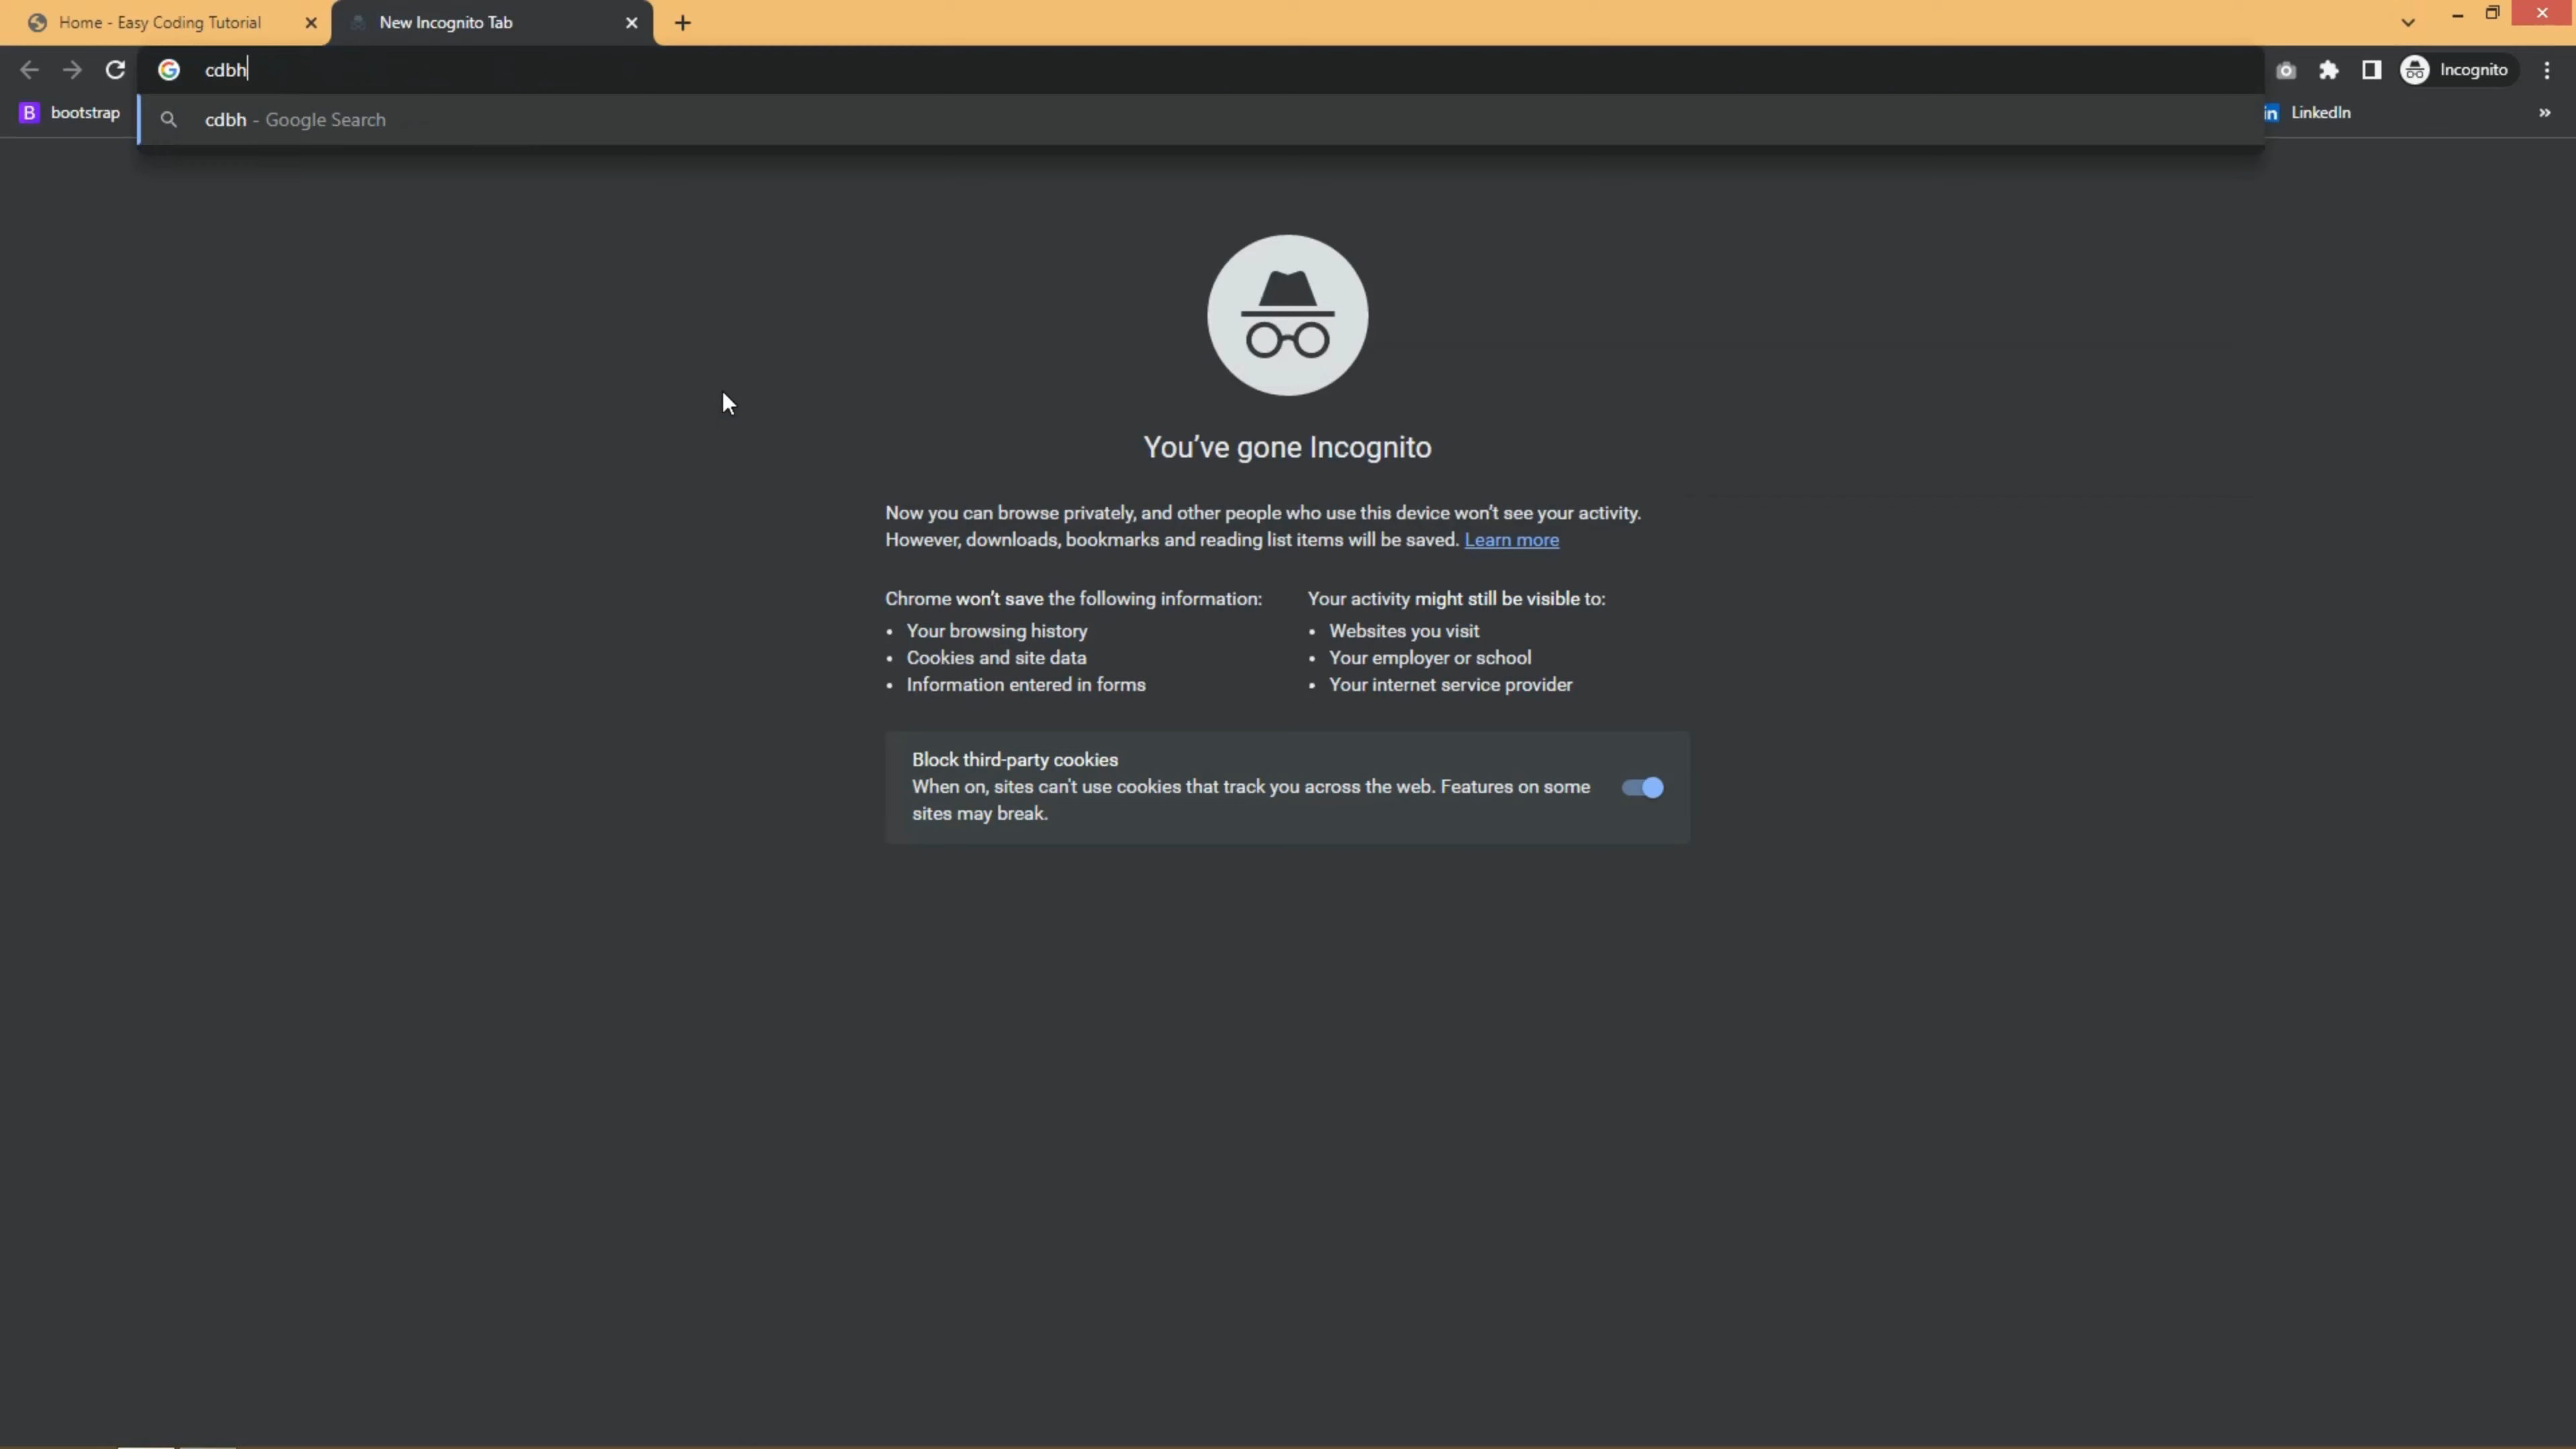 Home - Easy Coding Tutorial
New Incognito Tab
cdbh
Incognito
B bootstrap
cdbh - Google Search
in LinkedIn
»
You've gone Incognito
Now you can browse privately, and other people who use this device won't see your activity.
However, downloads, bookmarks and reading list items will be saved. Learn more
Chrome won't save the following information:
• Your browsing history
• Cookies and site data
• Information entered in forms
Your activity might still be visible to:
• Websites you visit
• Your employer or school
• Your internet service provider
Block third-party cookies
When on, sites can't use cookies that track you across the web. Features on some
sites may break.